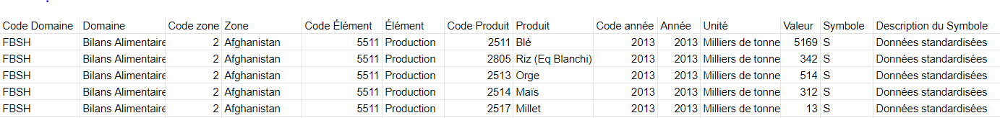 Code Domaine Domaine Code zone Zone Code Élément Élément Code Produit Produit Code année Année Unité Valeur Symbole Description du Symbole
FBSH Bilans Alimentaire 2 Afghanistan 5511 Production 2511 Blé 2013 2013 Milliers de tonne 5169 S Données standardisées
FBSH Bilans Alimentaire 2 Afghanistan 5511 Production 2805 Riz (Eq Blanchi) 2013 2013 Milliers de tonne 342 S Données standardisées
FBSH Bilans Alimentaire 2 Afghanistan 5511 Production 2513 Orge 2013 2013 Milliers de tonne 514 S Données standardisées
FBSH Bilans Alimentaire 2 Afghanistan 5511 Production 2514 Maïs 2013 2013 Milliers de tonne 312 S Données standardisées
FBSH Bilans Alimentaire 2 Afghanistan 5511 Production 2517 Millet 2013 2013 Milliers de tonne 13 S Données standardisées